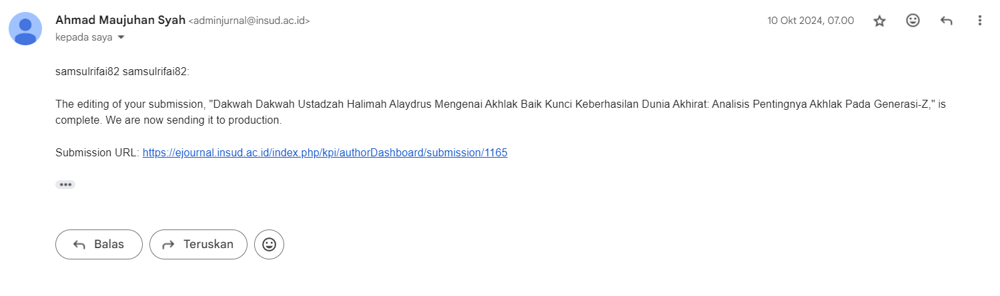 Ahmad Maujuhan Syah <adminjurnal@insud.ac.id>
10 Okt 2024, 07.00
kepada saya
samsulrifai82 samsulrifai82:
The editing of your submission, "Dakwah Dakwah Ustadzah Halimah Alaydrus Mengenai Akhlak Baik Kunci Keberhasilan Dunia Akhirat: Analisis Pentingnya Akhlak Pada Generasi-Z," is
complete. We are now sending it to production.
Submission URL: https://ejournal.insud.ac.id/index.php/kpi/authorDashboard/submission/1165
Balas
Teruskan